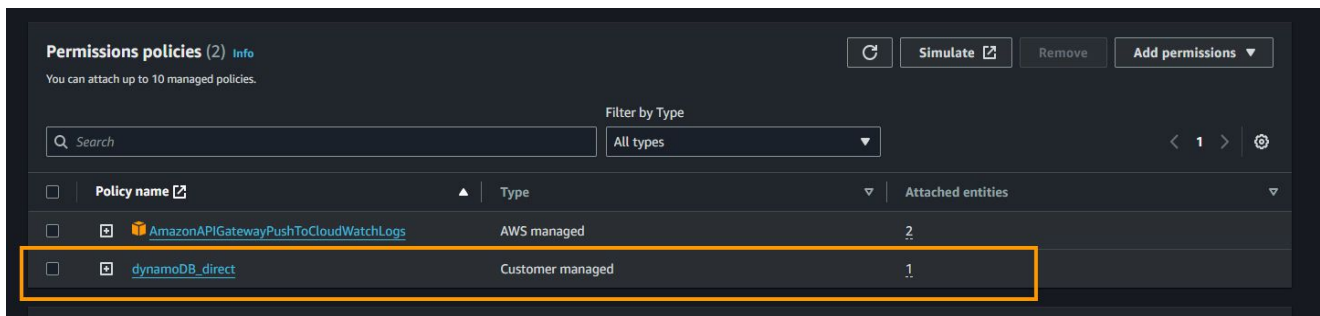 Permissions policies (2) Info
Simulate
Remove
Add permissions
You can attach up to 10 managed policies.
Filter by Type
Search
All types
1
Policy name
Type
Attached entities
AmazonAPIGatewayPushToCloudWatchLogs
AWS managed
2
dynamoDB_direct
Customer managed
1